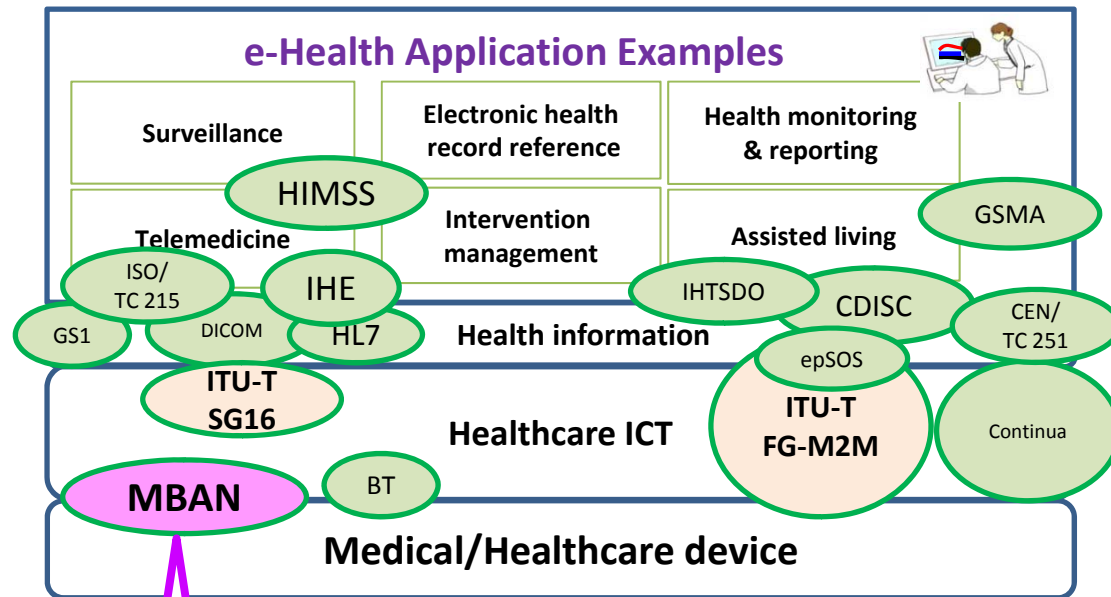 e-Health Application Examples
Surveillance
Electronic health
record reference
Health monitoring
& reporting
HIMSS
GSMA
Telemedicine
Intervention
management
Assisted living
ISO/
TC 215
IHE
IHTSDO
CDISC
CEN/
TC 251
GS1
DICOM
HL7
Health information
epSOS
ITU-T
SG16
ITU-T
FG-M2M
Healthcare ICT
Continua
MBAN
BT
Medical/Healthcare device